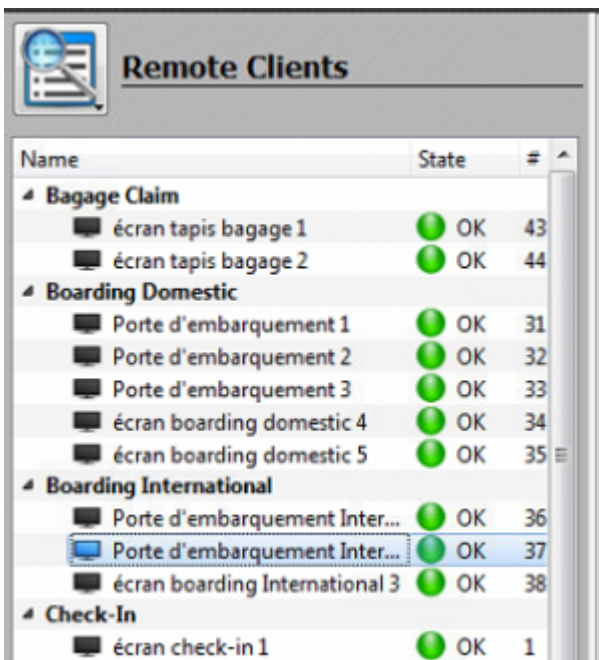 Remote Clients
Name State #
Bagage Claim
écran tapis bagage 1 OK 43
écran tapis bagage 2 OK 44
Boarding Domestic
Porte d'embarquement 1 OK 31
Porte d'embarquement 2 OK 32
Porte d'embarquement 3 OK 33
écran boarding domestic 4 OK 34
écran boarding domestic 5 OK 35
Boarding International
Porte d'embarquement Inter... OK 36
Porte d'embarquement Inter... OK 37
écran boarding International 3 OK 38
Check-In
écran check-in 1 OK 1